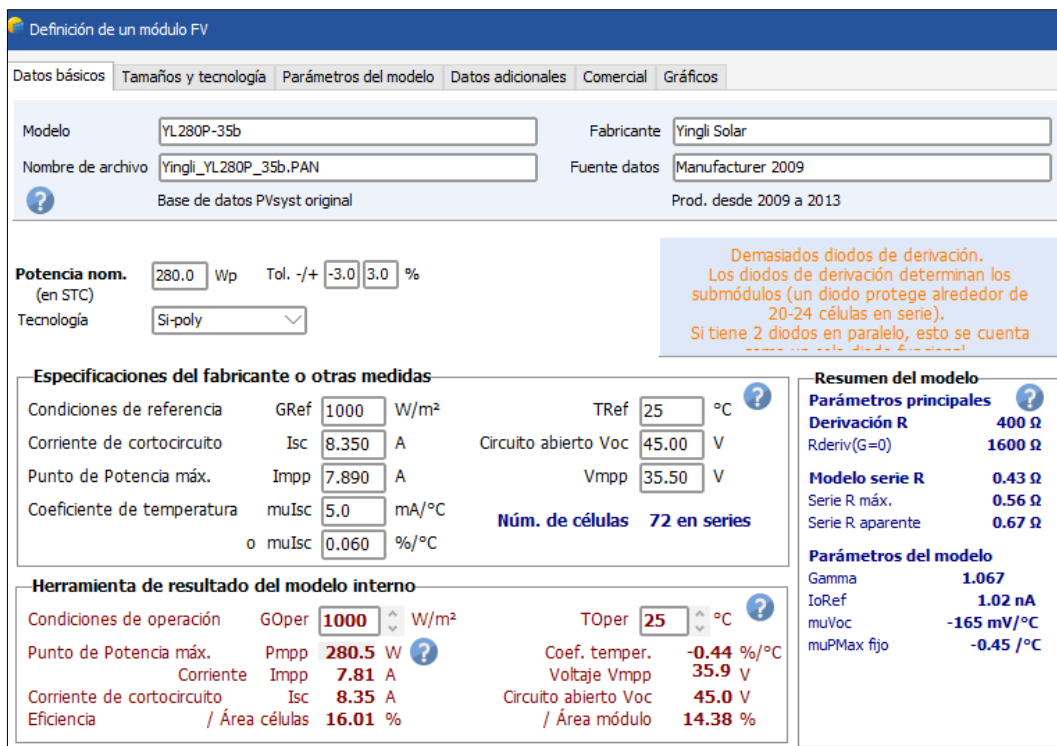 Definición de un módulo FV
Datos básicos Tamaños y tecnología Parámetros del modelo Datos adicionales Comercial Gráficos
Modelo YL280P-35b Fabricante Yingli Solar
Nombre de archivo Yingli_YL280P_35b.PAN Fuente datos Manufacturer 2009
? Base de datos PVsyst original Prod. desde 2009 a 2013
Potencia nom. 280.0 Wp Tol. -/+ -3.0 3.0 %
(en STC)
Tecnología Si-poly
Demasiados diodos de derivación.
Los diodos de derivación determinan los
submódulos (un diodo protege alrededor de
20-24 células en serie).
Si tiene 2 diodos en paralelo, esto se cuenta
Especificaciones del fabricante o otras medidas
Condiciones de referencia GRef 1000 W/m² TRef 25 °C ?
Corriente de cortocircuito Isc 8.350 A Circuito abierto Voc 45.00 V
Punto de Potencia máx. Impp 7.890 A Vmpp 35.50 V
Coeficiente de temperatura muIsc 5.0 mA/°C Núm. de células 72 en series
o muIsc 0.060 %/°C
Herramienta de resultado del modelo interno
Condiciones de operación GOper 1000 W/m² TOper 25 °C ?
Punto de Potencia máx. Pmpp 280.5 W ? Coef. temper. -0.44 %/°C
Corriente Impp 7.81 A Voltaje Vmpp 35.9 V
Corriente de cortocircuito Isc 8.35 A Circuito abierto Voc 45.0 V
Eficiencia / Área células 16.01 % / Área módulo 14.38 %
Resumen del modelo
Parámetros principales ?
Derivación R 400 Ω
Rderiv(G=0) 1600 Ω
Modelo serie R 0.43 Ω
Serie R máx. 0.56 Ω
Serie R aparente 0.67 Ω
Parámetros del modelo
Gamma 1.067
IoRef 1.02 nA
muVoc -165 mV/°C
muPMax fijo -0.45 /°C